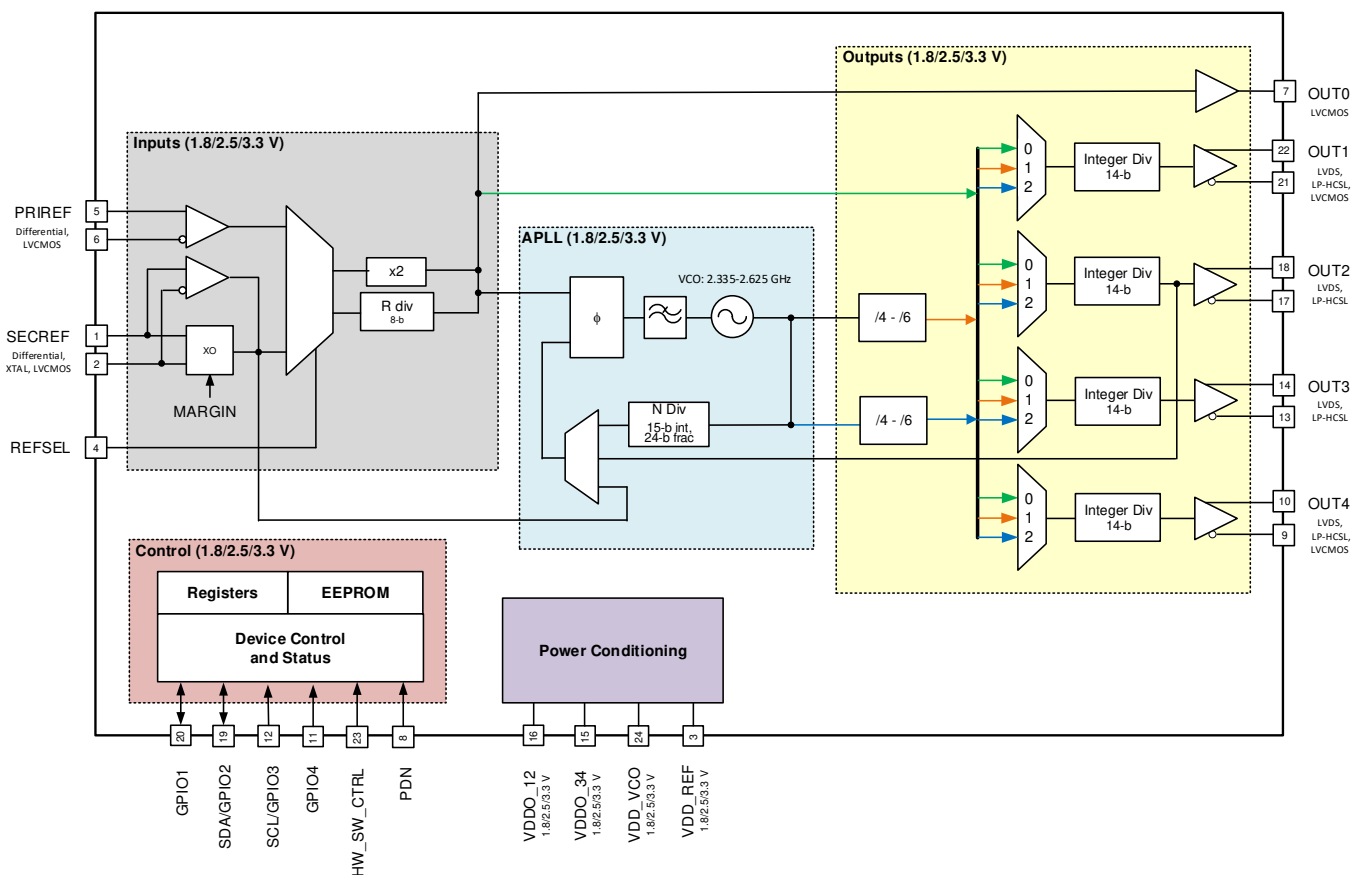 Outputs (1.8/2.5/3.3 V)
7
OUT0
LVCMOS
Inputs (1.8/2.5/3.3 V)
0
1
2
Integer Div
14-b
22
21
OUT1
LVDS,
LP-HCSL,
LVCMOS
PRIREF
Differential,
LVCMOS
5
6
x2
R div
8-b
SECREF
Differential,
XTAL, LVCMOS
1
2
XO
MARGIN
REFSEL
4
APLL (1.8/2.5/3.3 V)
VCO: 2.335-2.625 GHz
ϕ
N Div
15-b int,
24-b frac
/4 - /6
/4 - /6
0
1
2
Integer Div
14-b
18
17
OUT2
LVDS,
LP-HCSL
0
1
2
Integer Div
14-b
14
13
OUT3
LVDS,
LP-HCSL
0
1
2
Integer Div
14-b
10
9
OUT4
LVDS,
LP-HCSL,
LVCMOS
Control (1.8/2.5/3.3 V)
Registers
EEPROM
Device Control
and Status
Power Conditioning
20
19
12
11
23
8
16
15
24
3
GPIO1
SDA/GPIO2
SCL/GPIO3
GPIO4
HW_SW_CTRL
PDN
VDDO_12
1.8/2.5/3.3 V
VDDO_34
1.8/2.5/3.3 V
VDD_VCO
1.8/2.5/3.3 V
VDD_REF
1.8/2.5/3.3 V